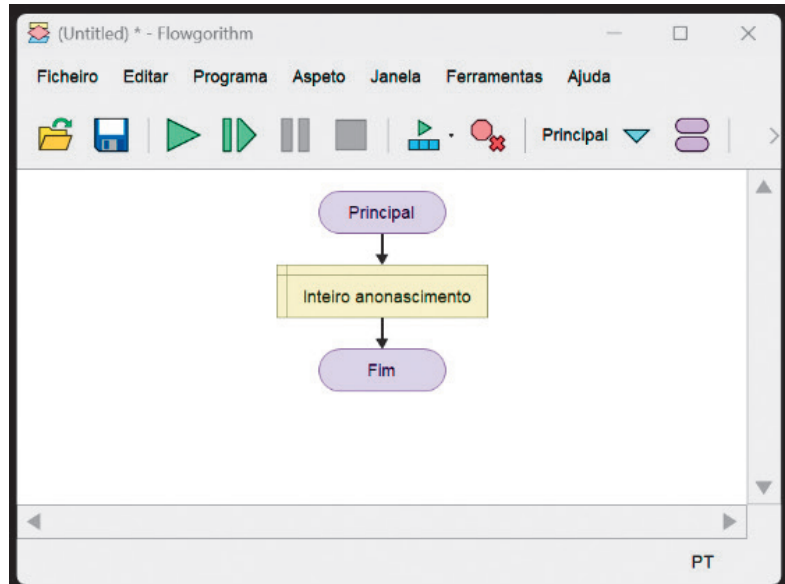 (Untitled) * - Flowgorithm
Ficheiro Editar Programa Aspeto Janela Ferramentas Ajuda
Principal
Principal
Inteiro anonascimento
Fim
PT